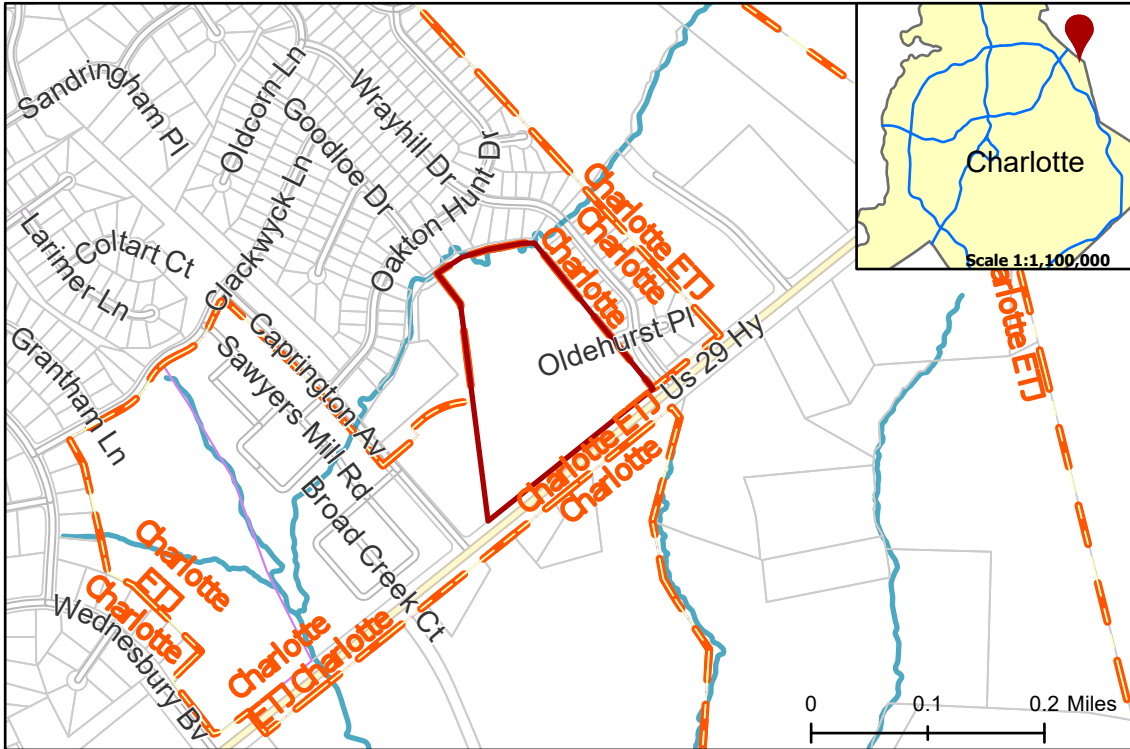 Sandringham Pl
Oldcorn Ln
Goodloe Dr
Wrayhill Dr
Oakton Hunt Dr
Clackwyck Ln
Larimer Ln
Coltart Ct
Grantham Ln
Caprington Av
Sawyers Mill Rd
Broad Creek Ct
Wednesbury Bv
Oldehurst Pl
Us 29 Hy
Charlotte ETJ
Charlotte
Charlotte
Charlotte ETJ
Charlotte
Charlotte
ETJ
Charlotte
Charlotte
ETJ
Charlotte
Charlotte ETJ
Charlotte
Scale 1:1,100,000
0 0.1 0.2 Miles